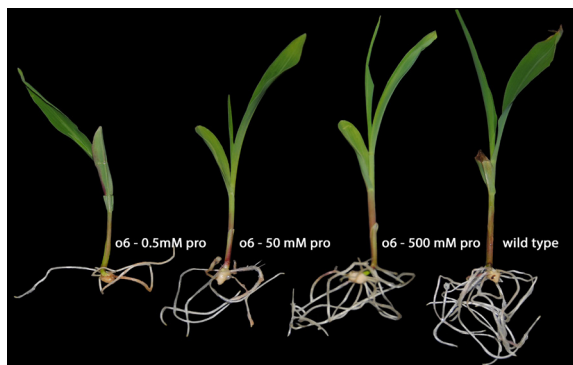 o6 - 0.5mM pro
o6 - 50 mM pro
o6 - 500 mM pro
wild type